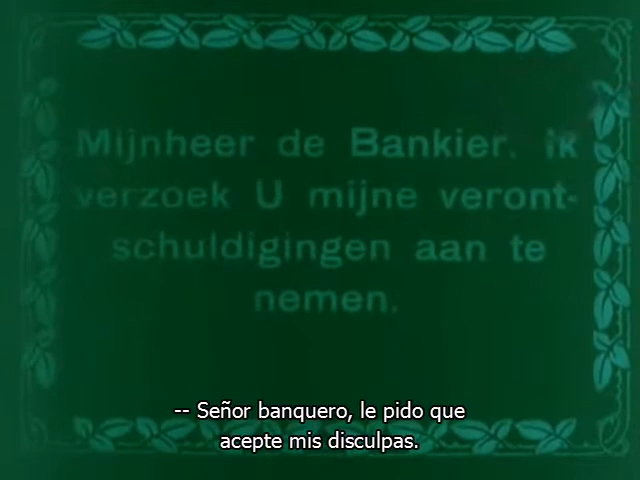 Mijnheer de Bankier. ik
verzoek U mijne veront-
schuldigingen aan te
nemen.
-- Señor banquero, le pido que
acepte mis disculpas.